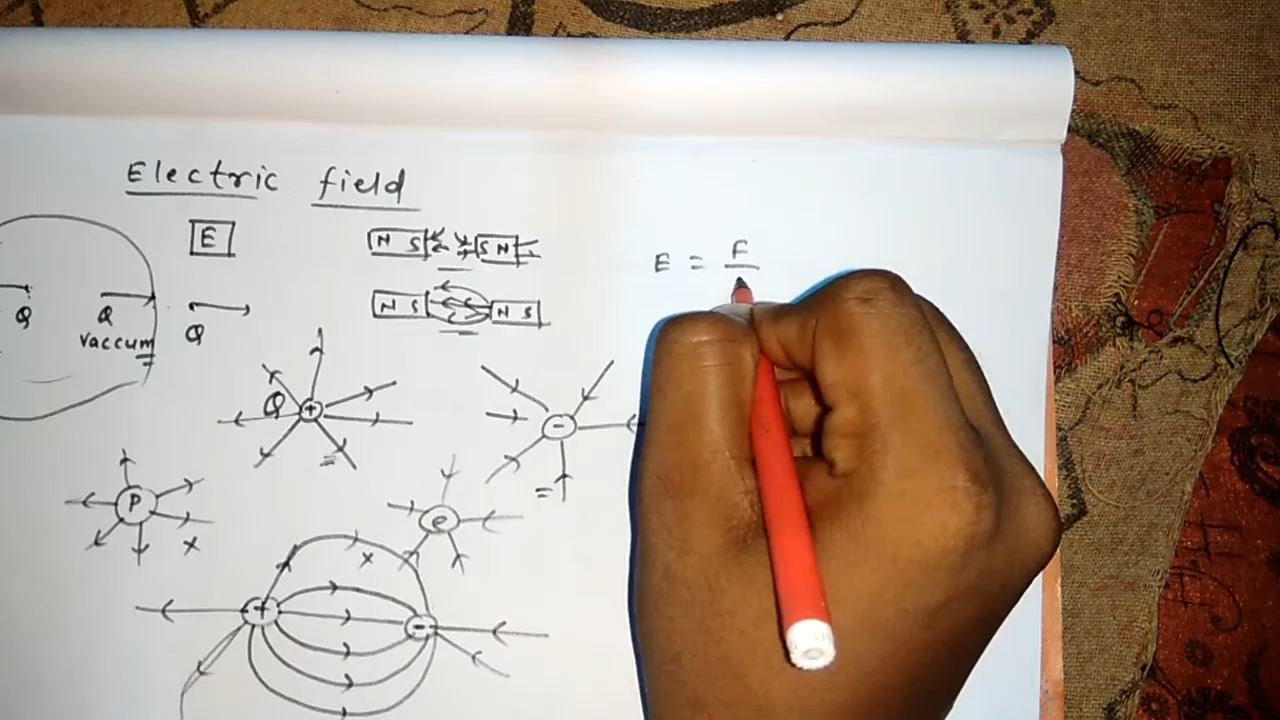 Electric field
E
N S S N
N S N S
Q Q Q
vaccum
Q + -
P e
x x
+ -
E = F